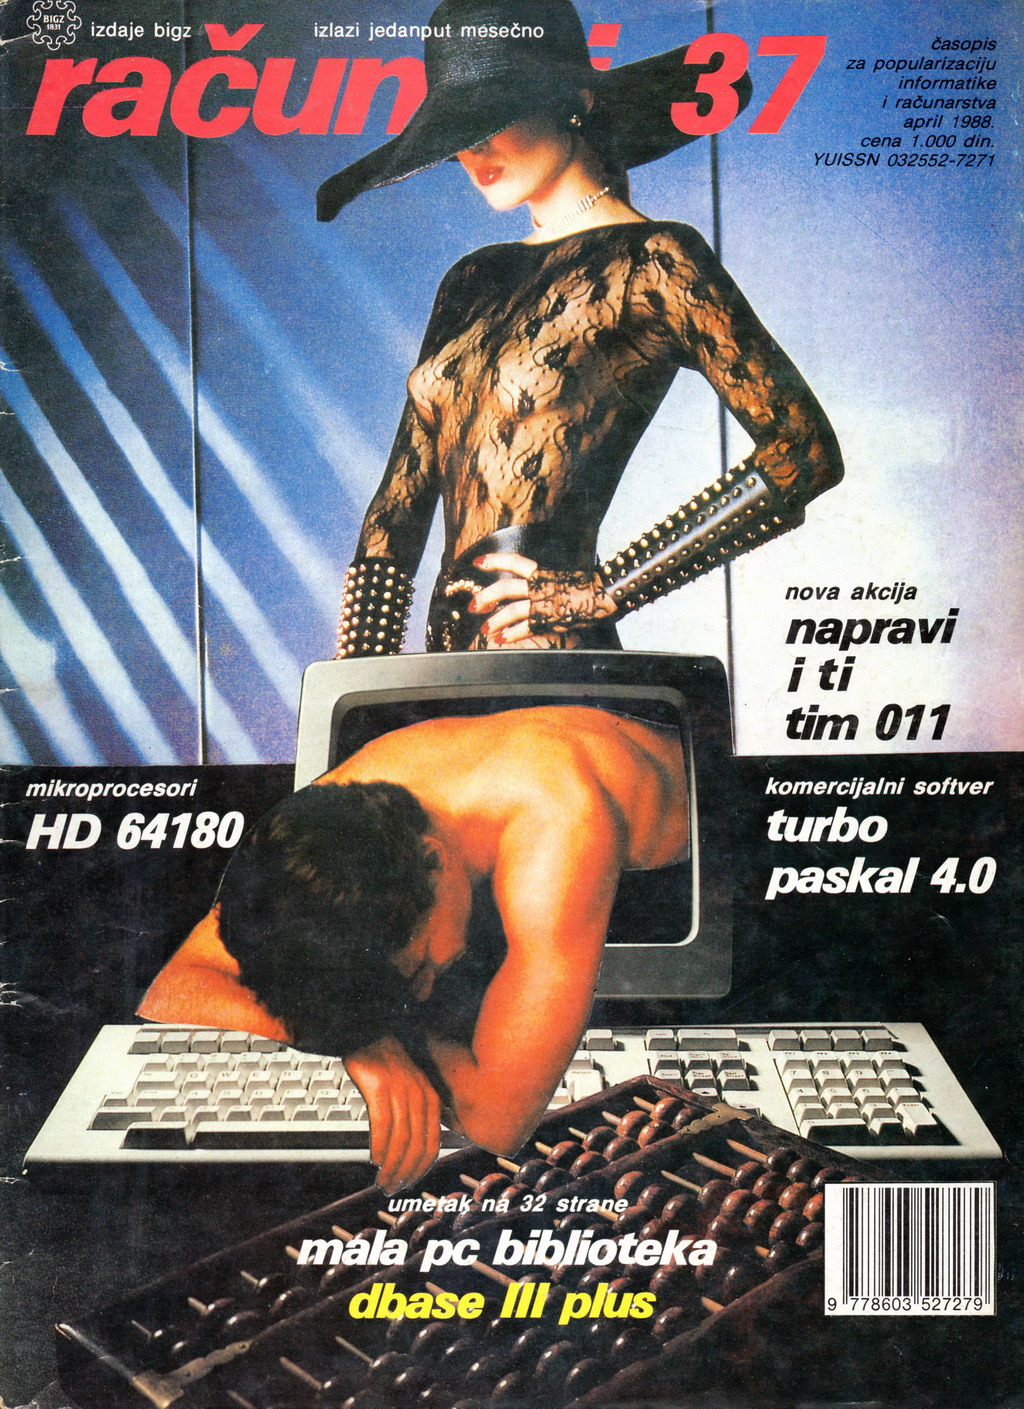 BIGZ
1831
izdaje bigz
izlazi jedanput mesečno
račun i 37
časopis
za popularizaciju
informatike
i računarstva
april 1988.
cena 1.000 din.
YUISSN 032552-7271
nova akcija
napravi
i ti
tim 011
mikroprocesori
HD 64180
komercijalni softver
turbo
paskal 4.0
umetak na 32 strane
mala pc biblioteka
dbase III plus
9 778603 527279